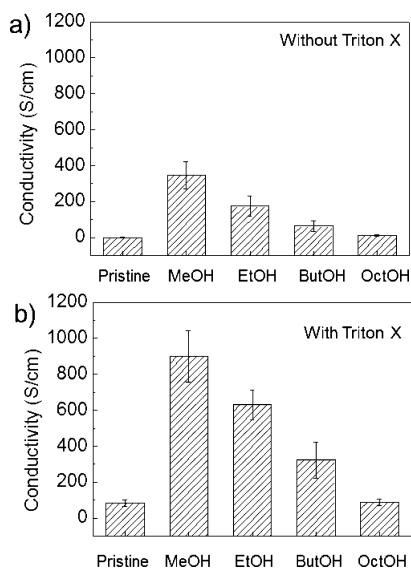 a)
Without Triton X
Conductivity (S/cm)
1200
1000
800
600
400
200
0
Pristine MeOH EtOH ButOH OctOH
b)
With Triton X
Conductivity (S/cm)
1200
1000
800
600
400
200
0
Pristine MeOH EtOH ButOH OctOH